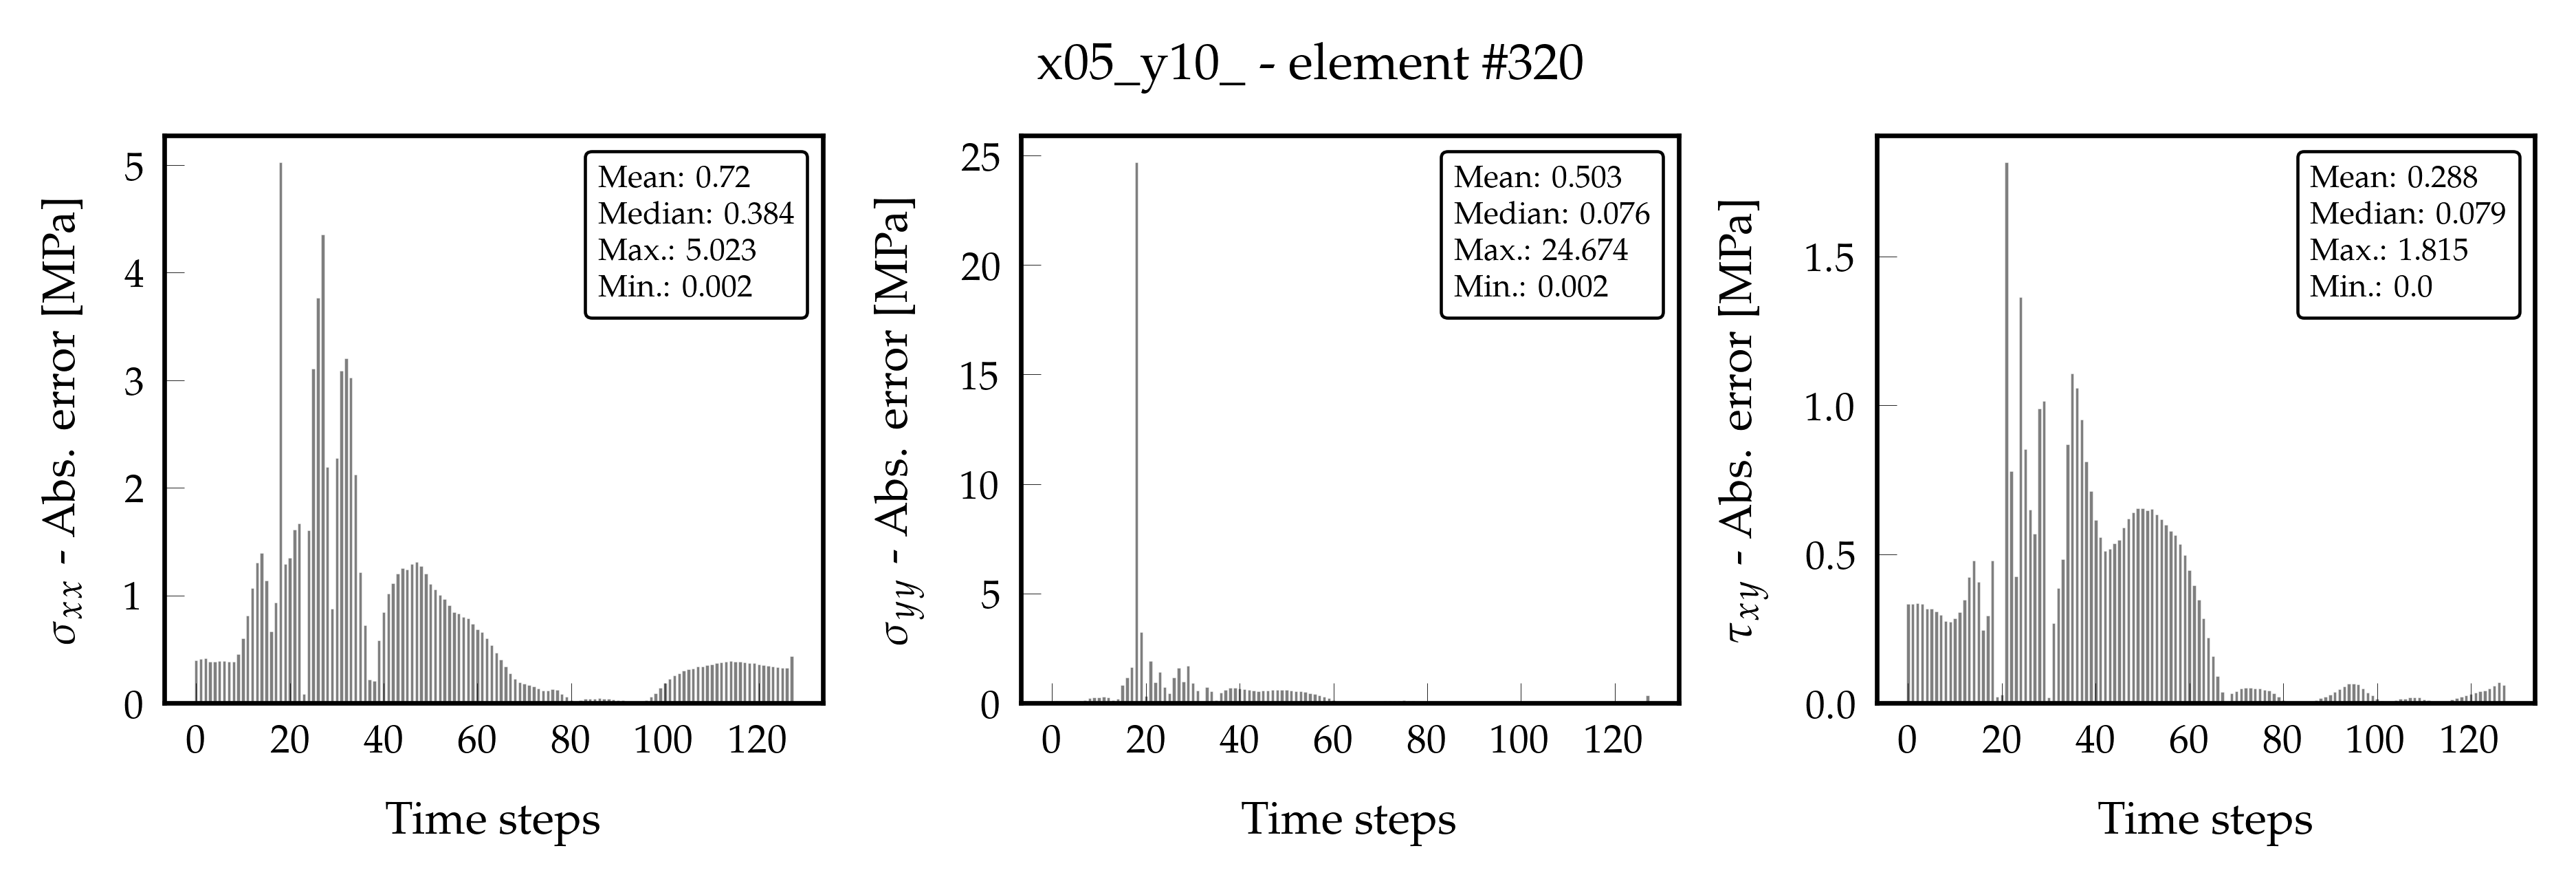 x05_y10_ - element #320
σxx - Abs. error [MPa]
5
4
3
2
1
0
0 20 40 60 80 100 120
Time steps
Mean: 0.72
Median: 0.384
Max.: 5.023
Min.: 0.002
σyy - Abs. error [MPa]
25
20
15
10
5
0
0 20 40 60 80 100 120
Time steps
Mean: 0.503
Median: 0.076
Max.: 24.674
Min.: 0.002
τxy - Abs. error [MPa]
1.5
1.0
0.5
0.0
0 20 40 60 80 100 120
Time steps
Mean: 0.288
Median: 0.079
Max.: 1.815
Min.: 0.0